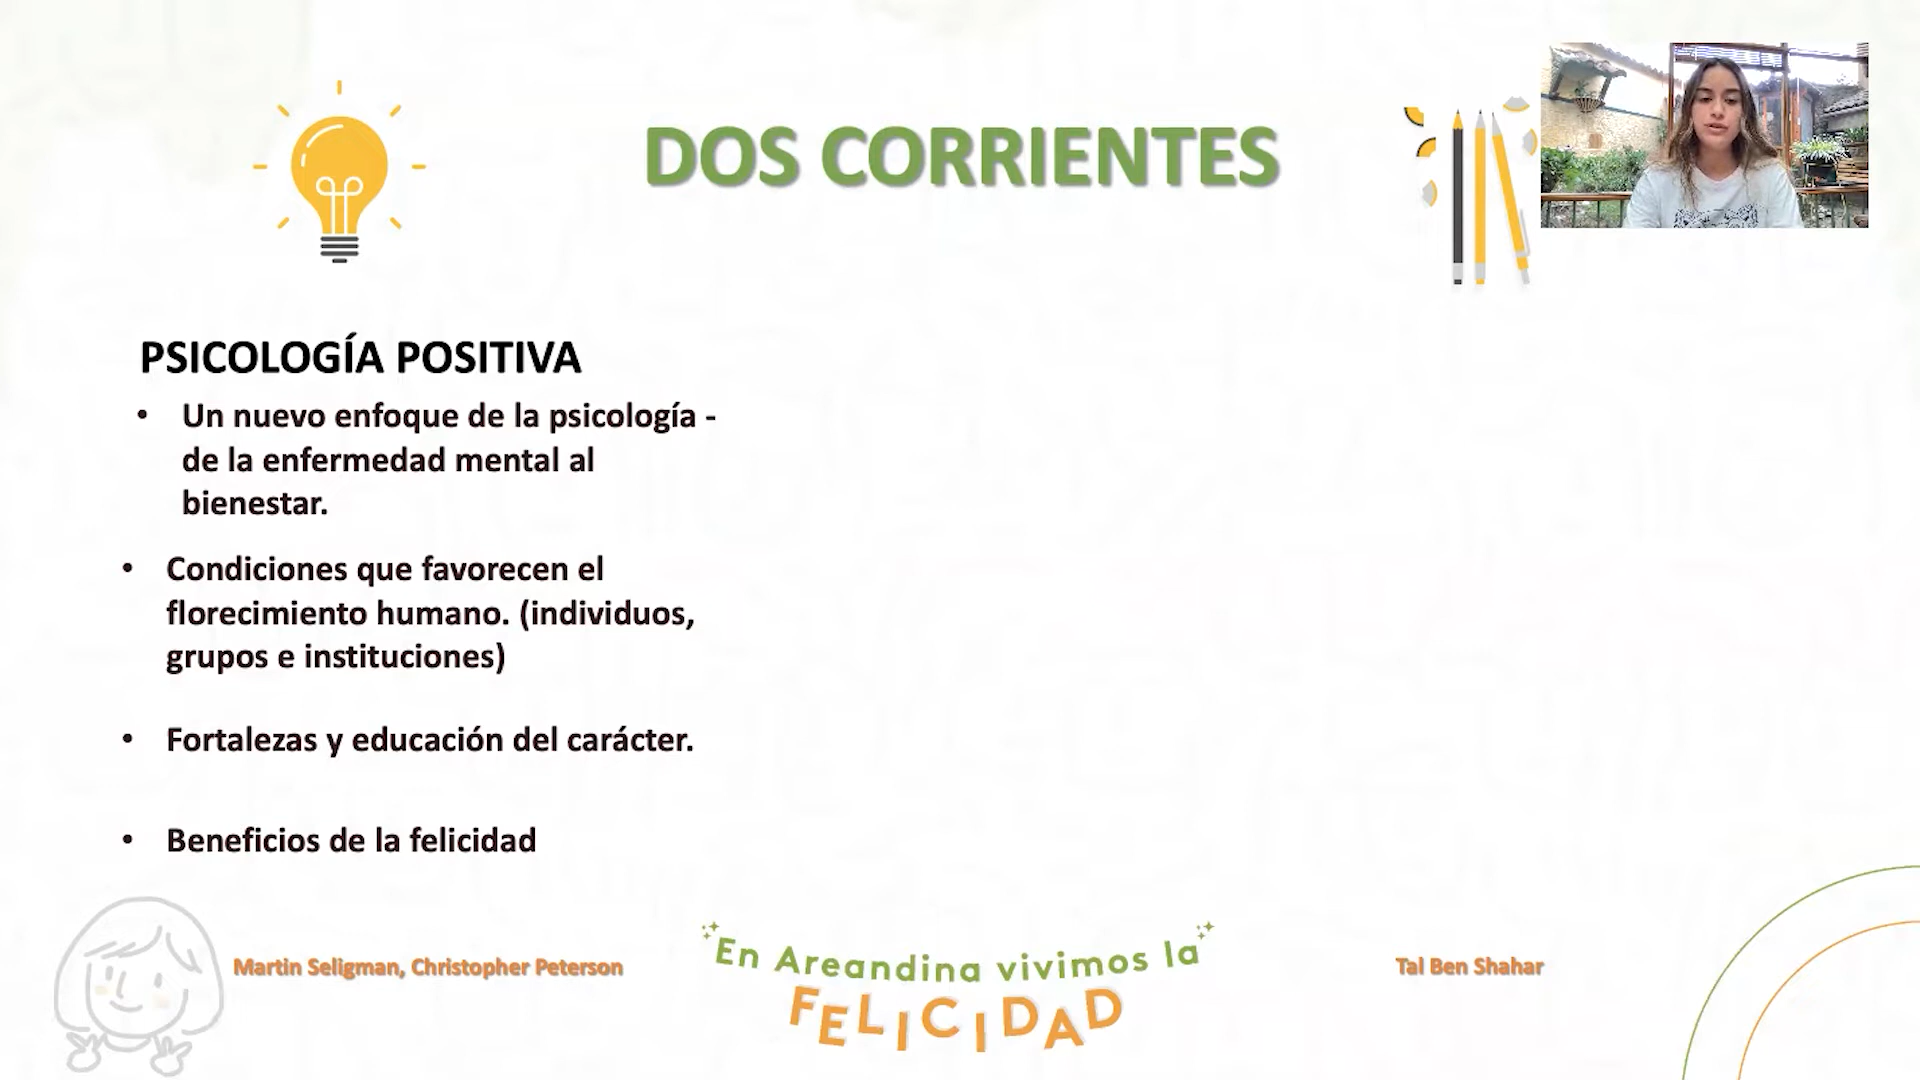 DOS CORRIENTES
PSICOLOGÍA POSITIVA
• Un nuevo enfoque de la psicología -
de la enfermedad mental al
bienestar.
• Condiciones que favorecen el
florecimiento humano. (individuos,
grupos e instituciones)
• Fortalezas y educación del carácter.
• Beneficios de la felicidad
Martin Seligman, Christopher Peterson
En Areandina vivimos la
FELICIDAD
Tal Ben Shahar